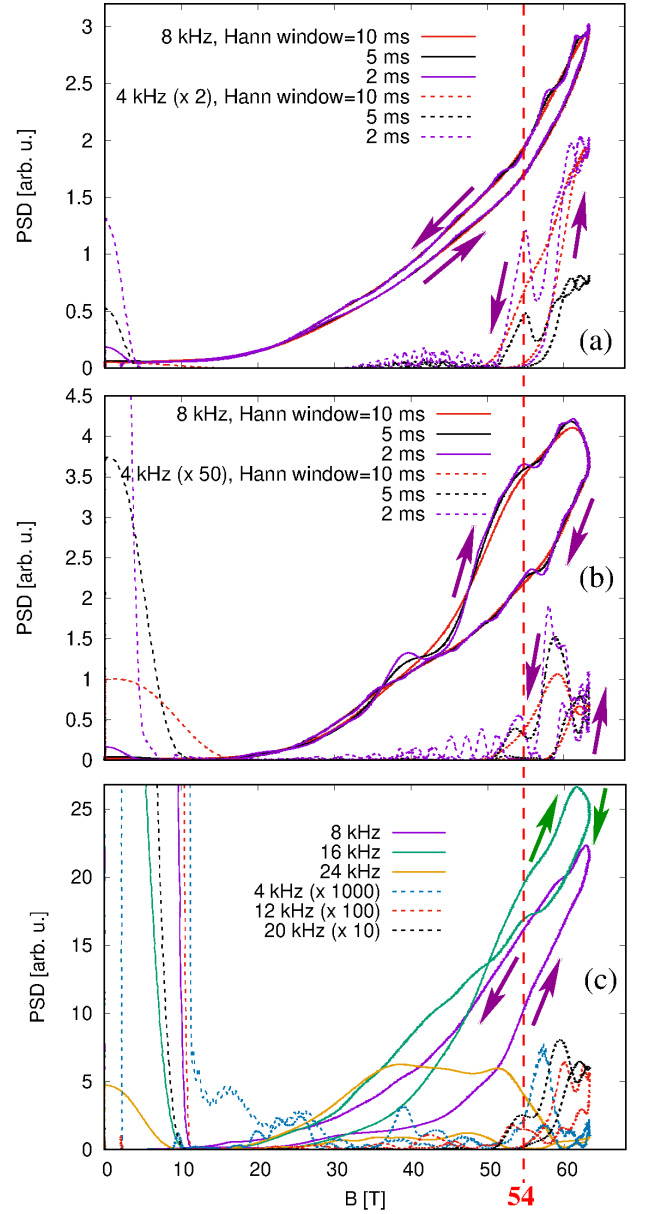 3
2.5
2
1.5
1
0.5
0
PSD [arb. u.]
8 kHz, Hann window=10 ms
5 ms
2 ms
4 kHz (x 2), Hann window=10 ms
5 ms
2 ms
(a)
4.5
4
3.5
3
2.5
2
1.5
1
0.5
0
PSD [arb. u.]
8 kHz, Hann window=10 ms
5 ms
2 ms
4 kHz (x 50), Hann window=10 ms
5 ms
2 ms
(b)
25
20
15
10
5
0
PSD [arb. u.]
8 kHz
16 kHz
24 kHz
4 kHz (x 1000)
12 kHz (x 100)
20 kHz (x 10)
(c)
0 10 20 30 40 50 60
B [T]
54